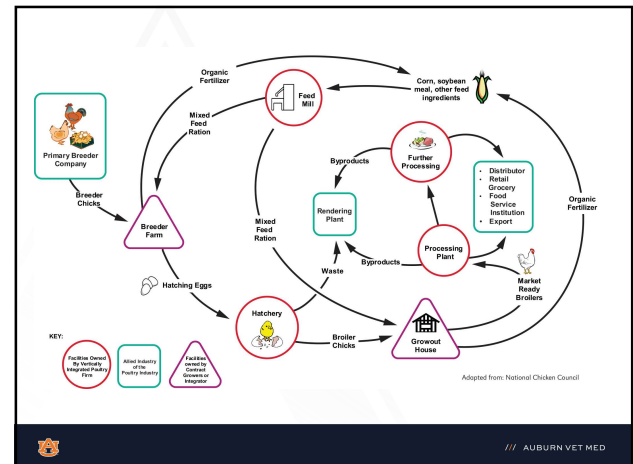 Organic
Fertilizer
Feed
Mill
Corn, soybean
meal, other feed
ingredients
Primary Breeder
Company
Mixed
Feed
Ration
Further
Processing
Byproducts
• Distributor
• Retail
Grocery
• Food
Service
Institution
• Export
Breeder
Chicks
Breeder
Farm
Mixed
Feed
Ration
Rendering
Plant
Organic
Fertilizer
Processing
Plant
Byproducts
Waste
Hatching Eggs
Market
Ready
Broilers
Hatchery
Broiler
Chicks
Growout
House
KEY:
Facilities Owned
By Vertically
Integrated Poultry
Firm
Allied Industry
of the
Poultry Industry
Facilities
owned by
Contract
Growers or
Integrator
Adapted from: National Chicken Council
/// AUBURN VET MED